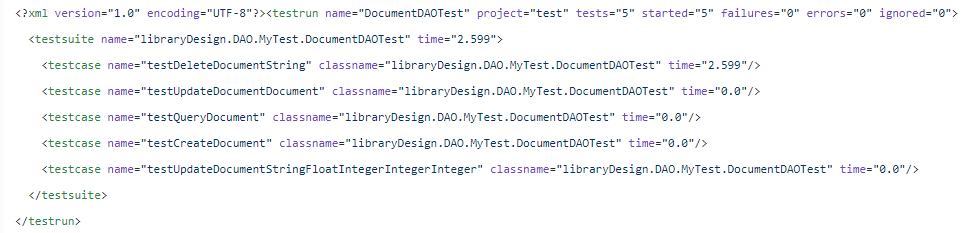 <?xml version="1.0" encoding="UTF-8"?><testrun name="DocumentDAOTest" project="test" tests="5" started="5" failures="0" errors="0" ignored="0">
<testsuite name="libraryDesign.DAO.MyTest.DocumentDAOTest" time="2.599">
<testcase name="testDeleteDocumentString" classname="libraryDesign.DAO.MyTest.DocumentDAOTest" time="2.599"/>
<testcase name="testUpdateDocumentDocument" classname="libraryDesign.DAO.MyTest.DocumentDAOTest" time="0.0"/>
<testcase name="testQueryDocument" classname="libraryDesign.DAO.MyTest.DocumentDAOTest" time="0.0"/>
<testcase name="testCreateDocument" classname="libraryDesign.DAO.MyTest.DocumentDAOTest" time="0.0"/>
<testcase name="testUpdateDocumentStringFloatIntegerIntegerInteger" classname="libraryDesign.DAO.MyTest.DocumentDAOTest" time="0.0"/>
</testsuite>
</testrun>